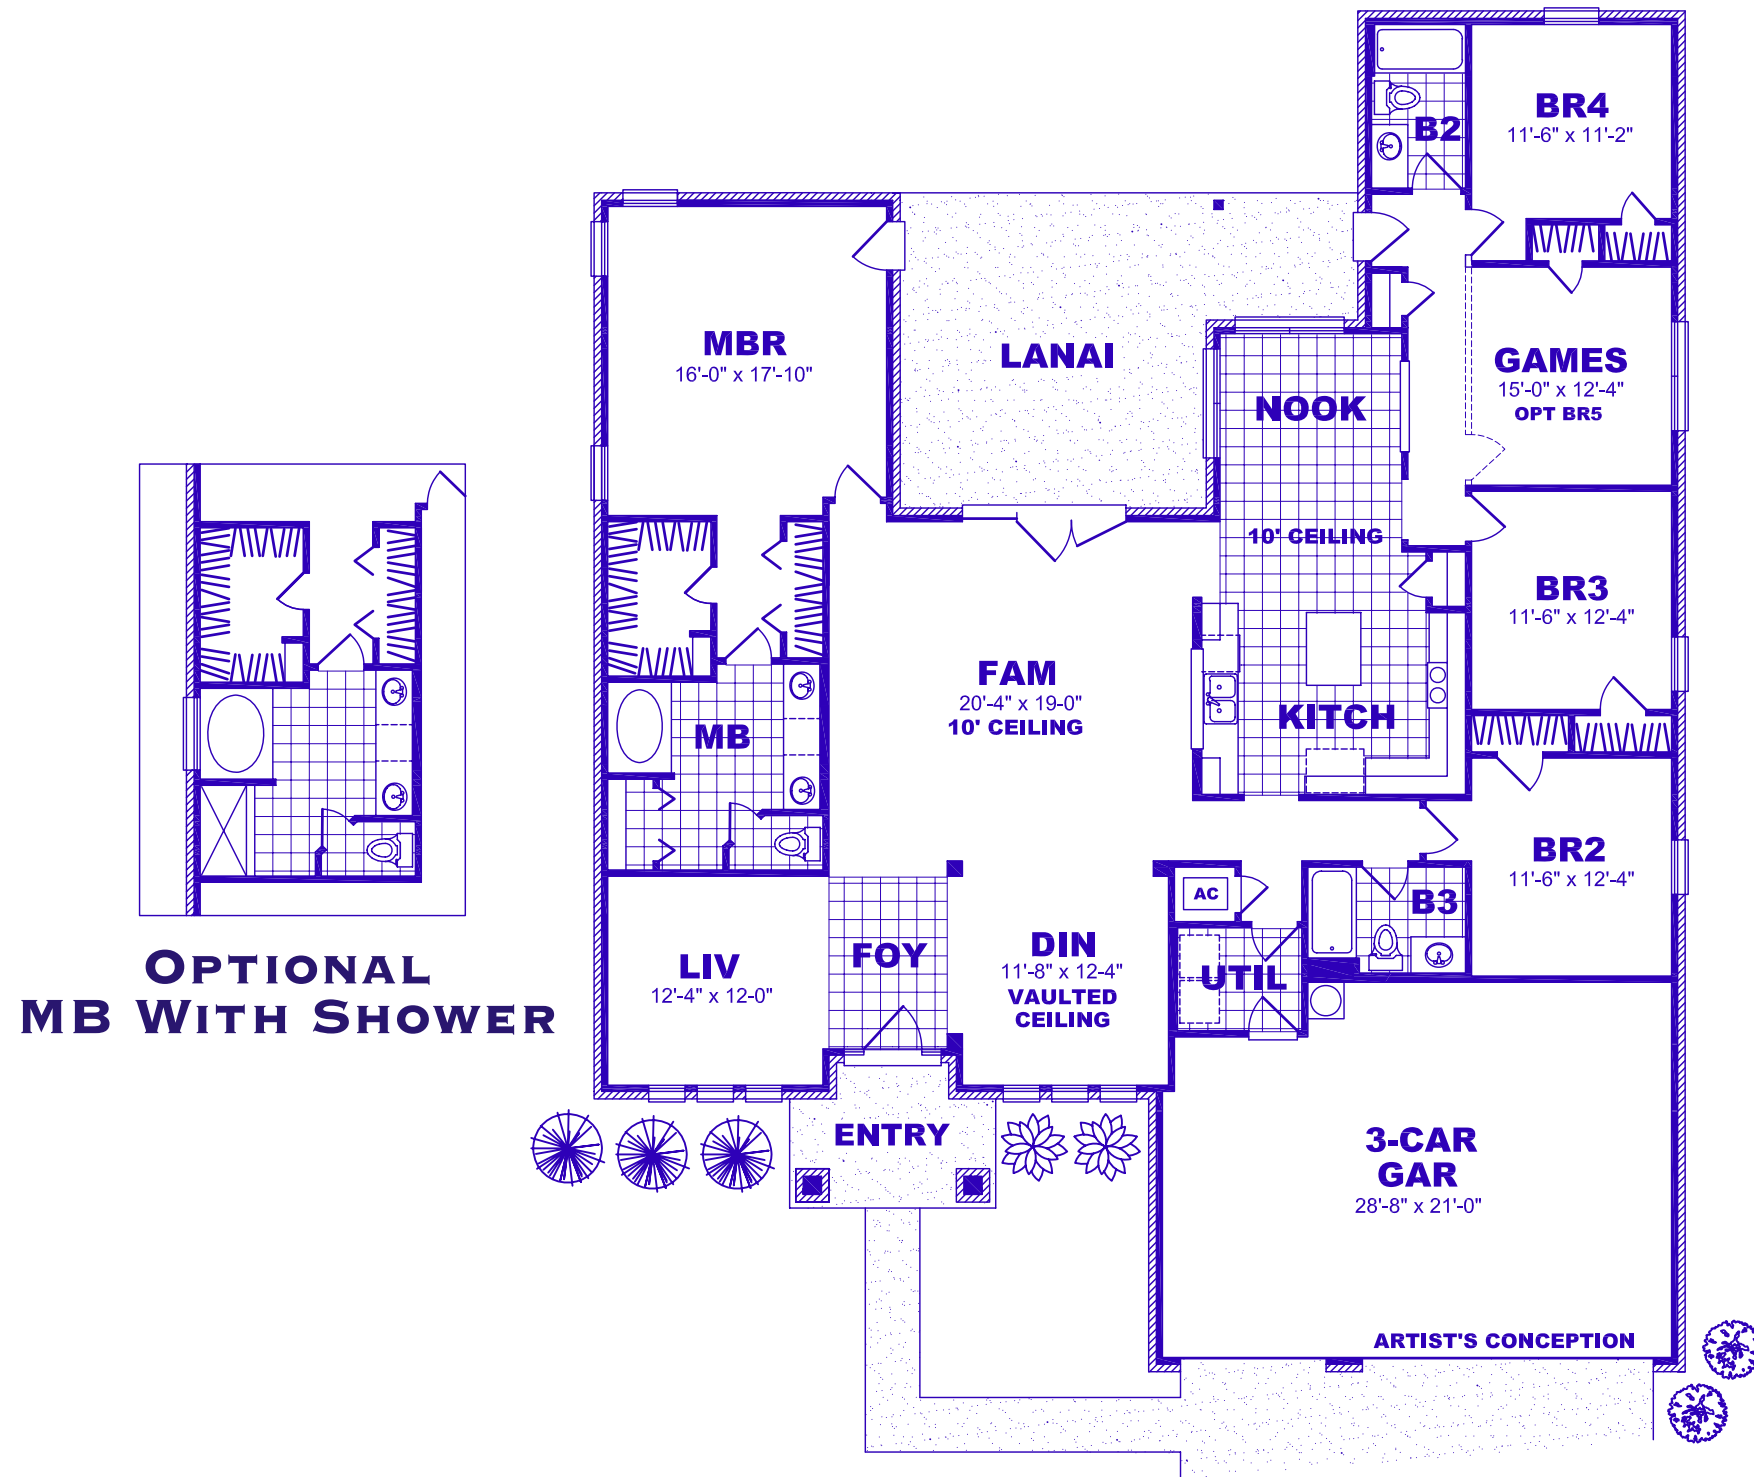 B2
BR4
11'-6" x 11'-2"
MBR
16'-0" x 17'-10"
LANAI
NOOK
GAMES
15'-0" x 12'-4"
OPT BR5
10' CEILING
BR3
11'-6" x 12'-4"
FAM
20'-4" x 19-0"
10' CEILING
KITCH
MB
BR2
11'-6" x 12'-4"
AC
B3
LIV
12'-4" x 12-0"
FOY
DIN
11'-8" x 12-4"
VAULTED
CEILING
UTIL
OPTIONAL
MB WITH SHOWER
ENTRY
3-CAR
GAR
28'-8" x 21'-0"
ARTIST'S CONCEPTION